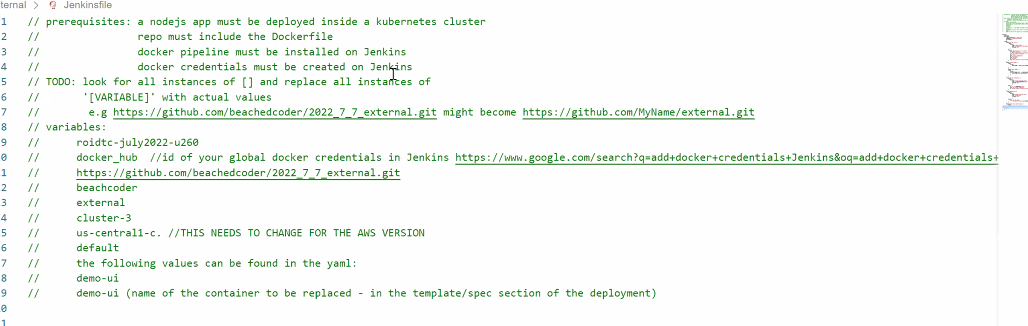 ternal > Jenkinsfile
1 // prerequisites: a nodejs app must be deployed inside a kubernetes cluster
2 // repo must include the Dockerfile
3 // docker pipeline must be installed on Jenkins
4 // docker credentials must be created on Jenkins
5 // TODO: look for all instances of [] and replace all instances of
6 // '[VARIABLE]' with actual values
7 // e.g https://github.com/beachedcoder/2022_7_7_external.git might become https://github.com/MyName/external.git
8 // variables:
9 // roidtc-july2022-u260
0 // docker_hub //id of your global docker credentials in Jenkins https://www.google.com/search?q=add+docker+credentials+Jenkins&oq=add+docker+credentials+
1 // https://github.com/beachedcoder/2022_7_7_external.git
2 // beachcoder
3 // external
4 // cluster-3
5 // us-central1-c. //THIS NEEDS TO CHANGE FOR THE AWS VERSION
6 // default
7 // the following values can be found in the yaml:
8 // demo-ui
9 // demo-ui (name of the container to be replaced - in the template/spec section of the deployment)
0
1